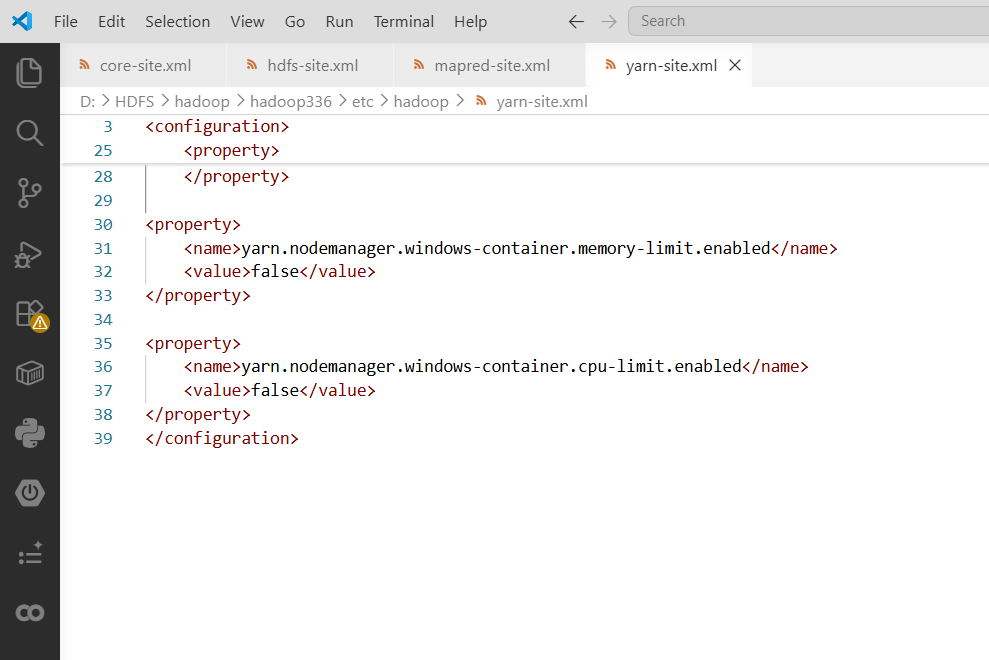 File Edit Selection View Go Run Terminal Help Search
core-site.xml hdfs-site.xml mapred-site.xml yarn-site.xml
D: > HDFS > hadoop > hadoop336 > etc > hadoop > yarn-site.xml
3 <configuration>
25 <property>
28 </property>
29
30 <property>
31 <name>yarn.nodemanager.windows-container.memory-limit.enabled</name>
32 <value>false</value>
33 </property>
34
35 <property>
36 <name>yarn.nodemanager.windows-container.cpu-limit.enabled</name>
37 <value>false</value>
38 </property>
39 </configuration>